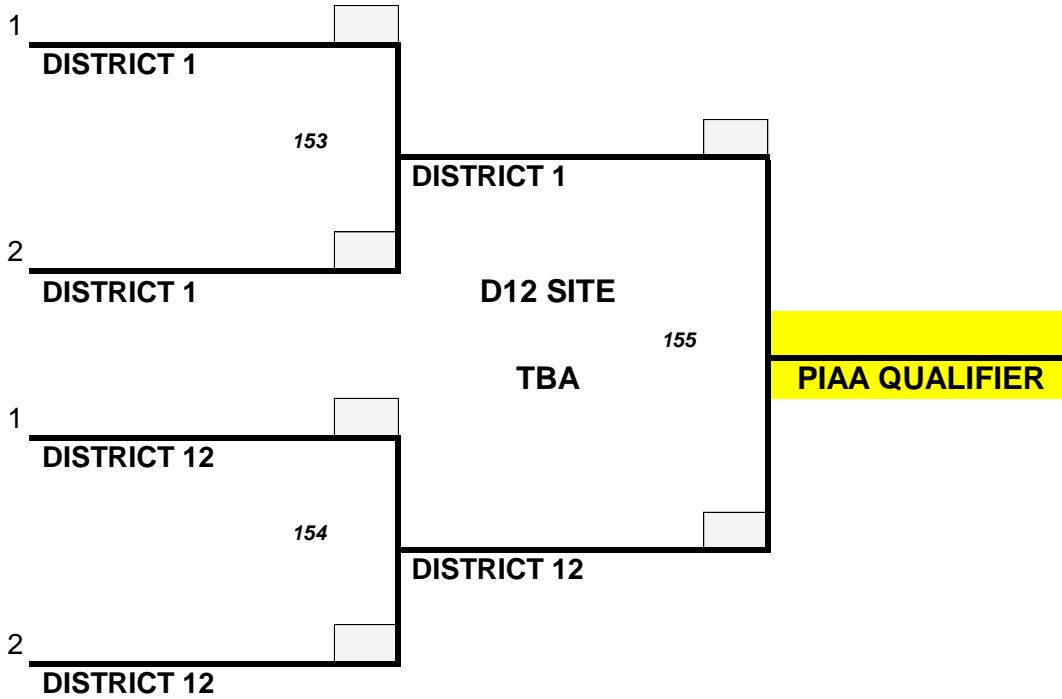 1
DISTRICT 1
153
DISTRICT 1
2
DISTRICT 1
D12 SITE
155
TBA
PIAA QUALIFIER
1
DISTRICT 12
154
DISTRICT 12
2
DISTRICT 12